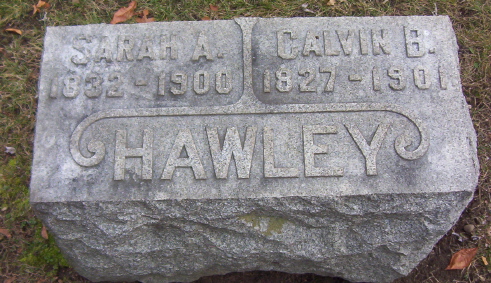 SARAH A.
1832 - 1900
CALVIN B.
1827 - 1901
HAWLEY